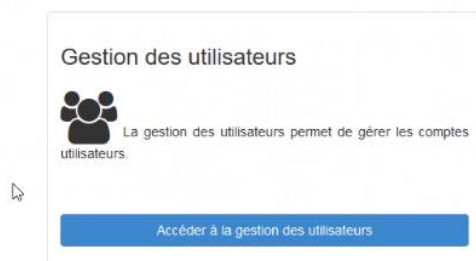 Gestion des utilisateurs
La gestion des utilisateurs permet de gérer les comptes
utilisateurs.
Accéder à la gestion des utilisateurs